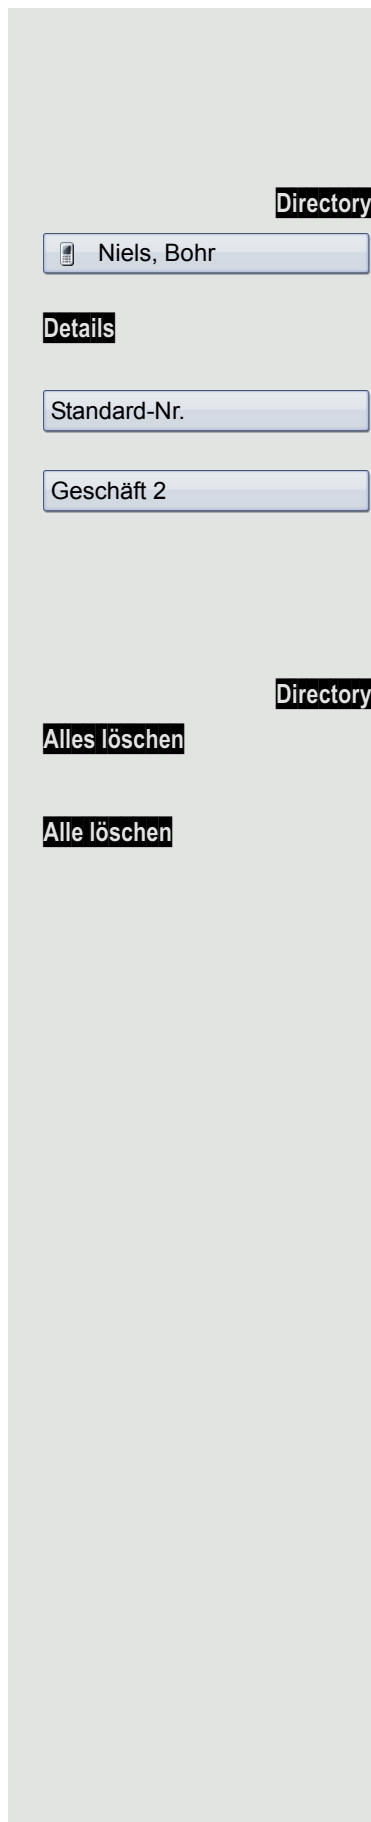 Directory
Niels, Bohr
Details
Standard-Nr.
Geschäft 2
Directory
Alles löschen
Alle löschen